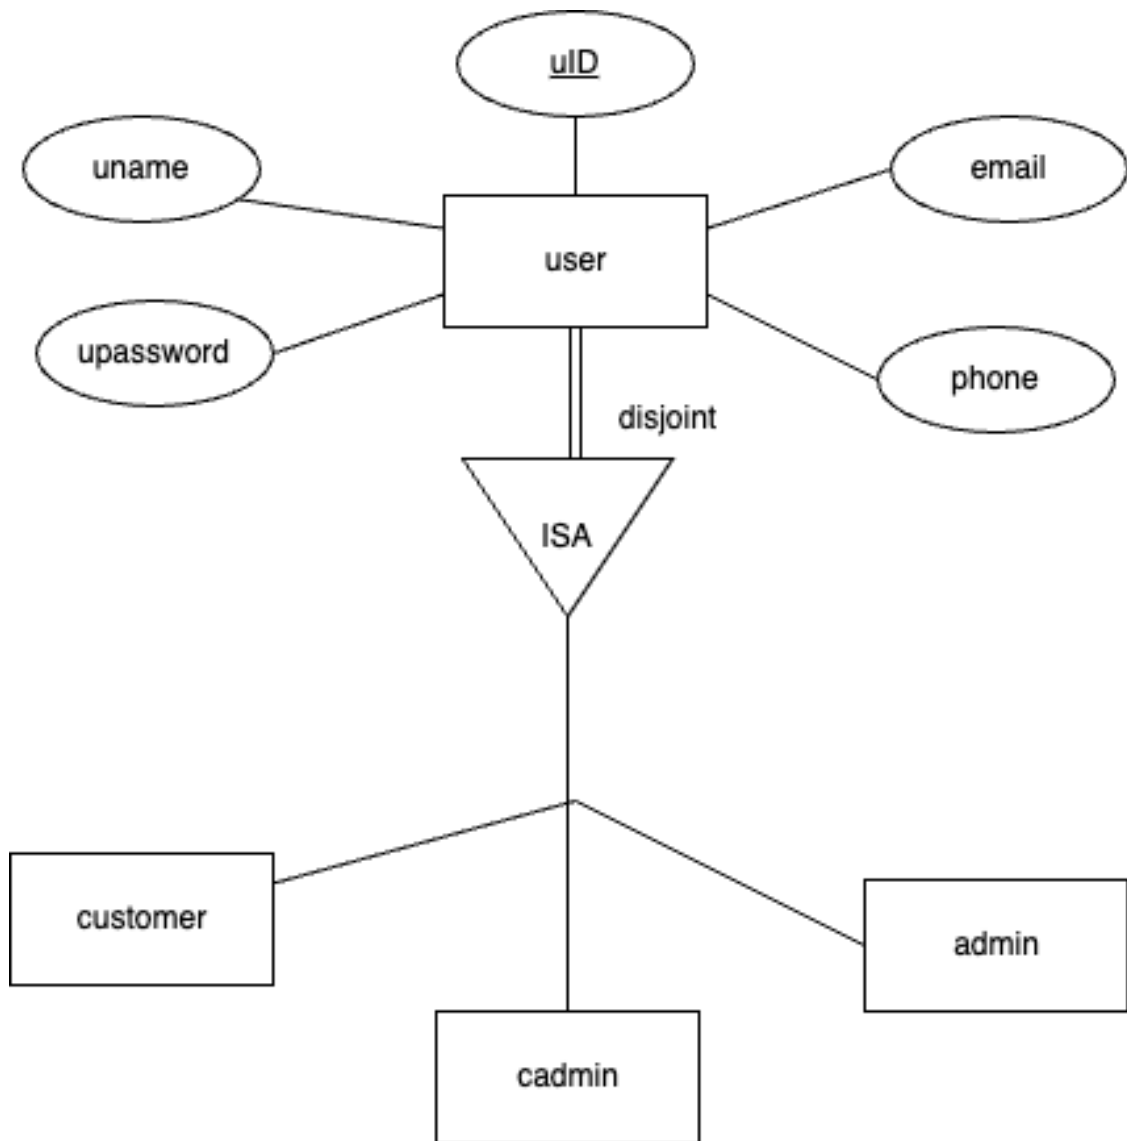 uID
uname
email
user
upassword
phone
disjoint
ISA
customer
admin
cadmin